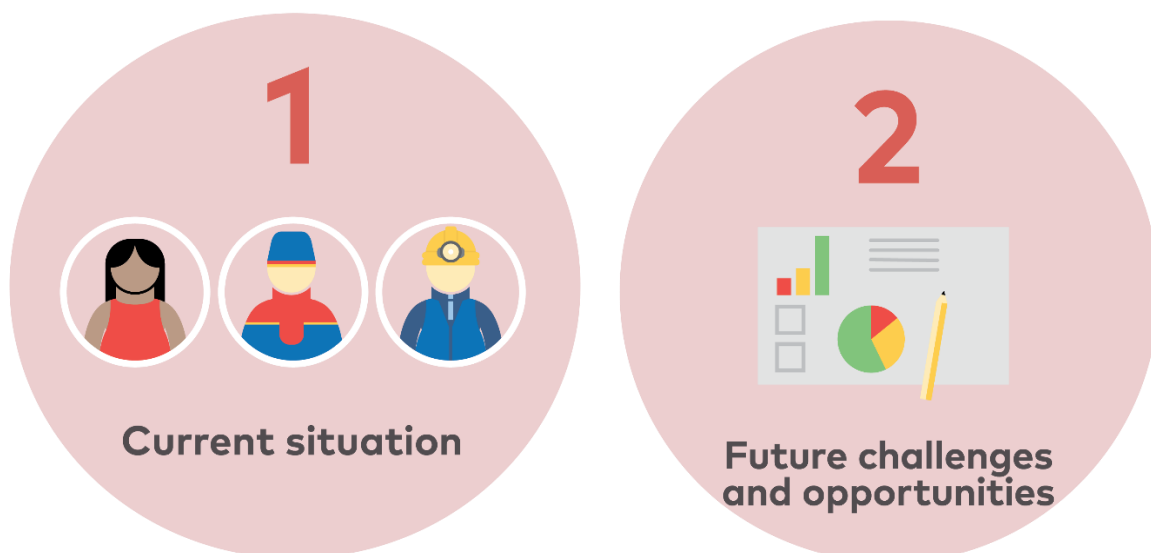 1
Current situation
2
Future challenges
and opportunities